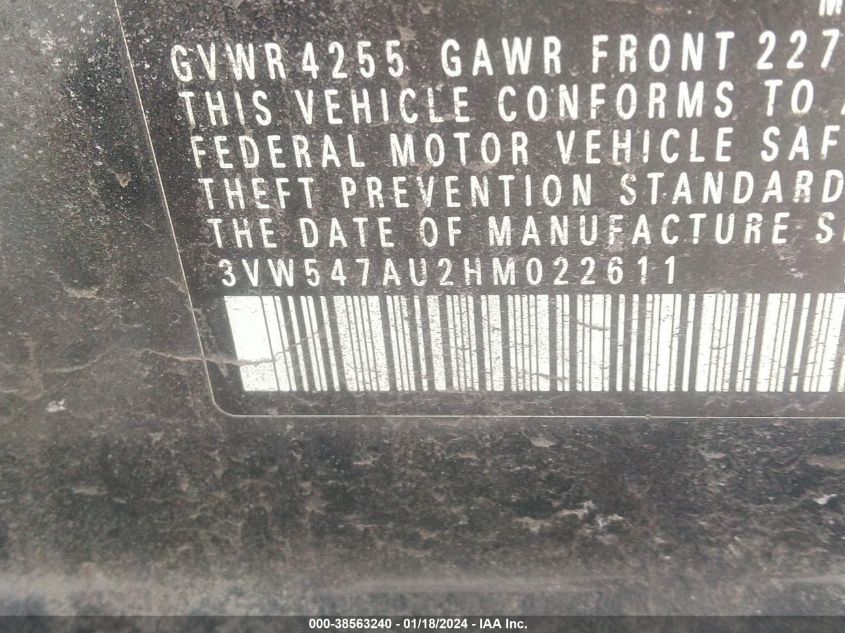 M
GVWR 4255 GAWR FRONT 227
THIS VEHICLE CONFORMS TO A
FEDERAL MOTOR VEHICLE SAF
THEFT PREVENTION STANDARD
THE DATE OF MANUFACTURE S
3VW547AU2HM022611
000-38563240 - 01/18/2024 - IAA Inc.